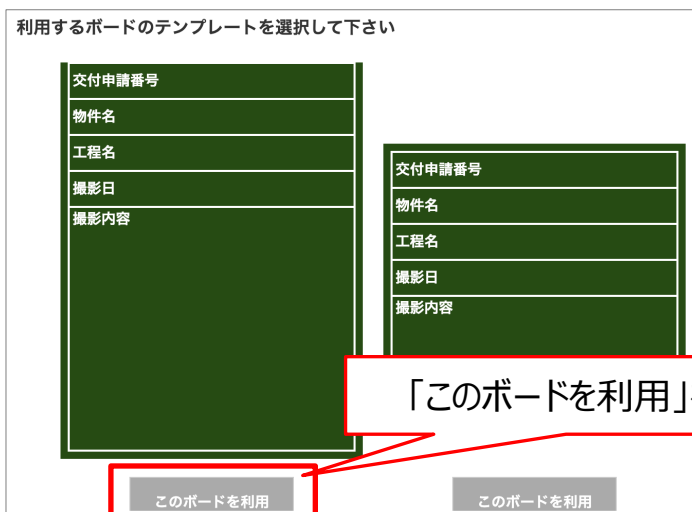 利用するボードのテンプレートを選択して下さい
交付申請番号
物件名
工程名
撮影日
撮影内容
交付申請番号
物件名
工程名
撮影日
撮影内容
「このボードを利用」
このボードを利用
このボードを利用